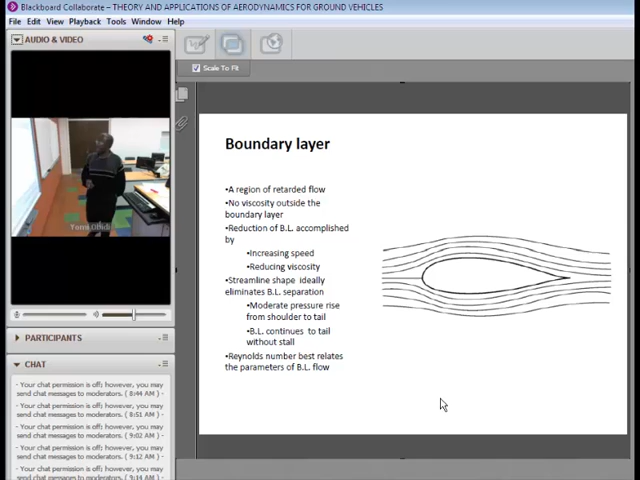 Blackboard Collaborate – THEORY AND APPLICATIONS OF AERODYNAMICS FOR GROUND VEHICLES
File Edit View Playback Tools Window Help
AUDIO & VIDEO
Scale To Fit
Boundary layer
•A region of retarded flow
•No viscosity outside the
boundary layer
•Reduction of B.L. accomplished
by
•Increasing speed
•Reducing viscosity
•Streamline shape ideally
eliminates B.L. separation
•Moderate pressure rise
from shoulder to tail
•B.L. continues to tail
without stall
•Reynolds number best relates
the parameters of B.L. flow
PARTICIPANTS
CHAT
- Your chat permission is off; however, you may
send chat messages to moderators. ( 8:44 AM ) -
- Your chat permission is off; however, you may
send chat messages to moderators. ( 8:51 AM ) -
- Your chat permission is off; however, you may
send chat messages to moderators. ( 9:02 AM ) -
- Your chat permission is off; however, you may
send chat messages to moderators. ( 9:12 AM ) -
- Your chat permission is off; however, you may
send chat messages to moderators. ( 9:14 AM ) -